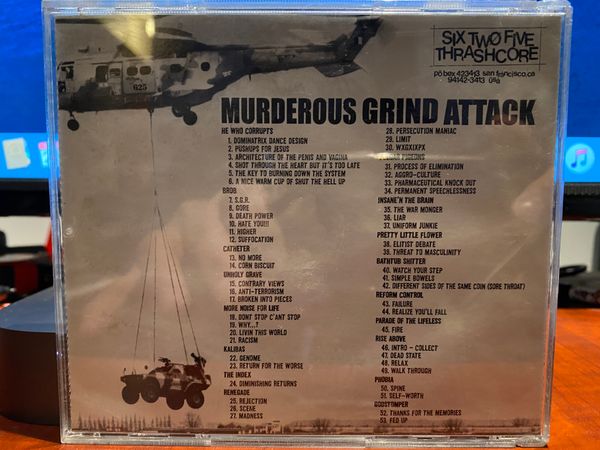 625
SIX TWO FIVE
THRASHCORE
po box 423413 san francisco.ca
94142-3413 usa
MURDEROUS GRIND ATTACK
HE WHO CORRUPTS
1. DOMINATRIX DANCE DESIGN
2. PUSHUPS FOR JESUS
3. ARCHITECTURE OF THE PENIS AND VAGINA
4. SHOT THROUGH THE HEART BUT IT'S TOO LATE
5. THE KEY TO BURNING DOWN THE SYSTEM
6. A NICE WARM CUP OF SHUT THE HELL UP
BROB
7. S.O.R.
8. GORE
9. DEATH POWER
10. HATE YOU!!!
11. HIGHER
12. SUFFOCATION
CATHETER
13. NO MORE
14. CORN BISCUIT
UNHOLY GRAVE
15. CONTRARY VIEWS
16. ANTI-TERRORISM
17. BROKEN INTO PIECES
MORE NOISE FOR LIFE
18. DONT STOP C'ANT STOP
19. WHY...?
20. LIVIN THIS WORLD
21. RACISM
KALIBAS
22. GENOME
23. RETURN FOR THE WORSE
THE INDEX
24. DIMINISHING RETURNS
RENEGADE
25. REJECTION
26. SCENE
27. MADNESS
28. PERSECUTION MANIAC
29. LIMIT
30. WXGXIXPX
PIGEONS
31. PROCESS OF ELIMINATION
32. AGGRO-CULTURE
33. PHARMACEUTICAL KNOCK OUT
34. PERMANENT SPEECHLESSNESS
INSANE'N THE BRAIN
35. THE WAR MONGER
36. LIAR
37. UNIFORM JUNKIE
PRETTY LITTLE FLOWER
38. ELITIST DEBATE
39. THREAT TO MASCULINITY
BATHTUB SHITTER
40. WATCH YOUR STEP
41. SIMPLE BOWELS
42. DIFFERENT SIDES OF THE SAME COIN (SORE THROAT)
REFORM CONTROL
43. FAILURE
44. REALIZE YOU'LL FALL
PARADE OF THE LIFELESS
45. FIRE
RISE ABOVE
46. INTRO - COLLECT
47. DEAD STATE
48. RELAX
49. WALK THROUGH
PHOBIA
50. SPINE
51. SELF-WORTH
GODSTOMPER
52. THANKS FOR THE MEMORIES
53. FED UP